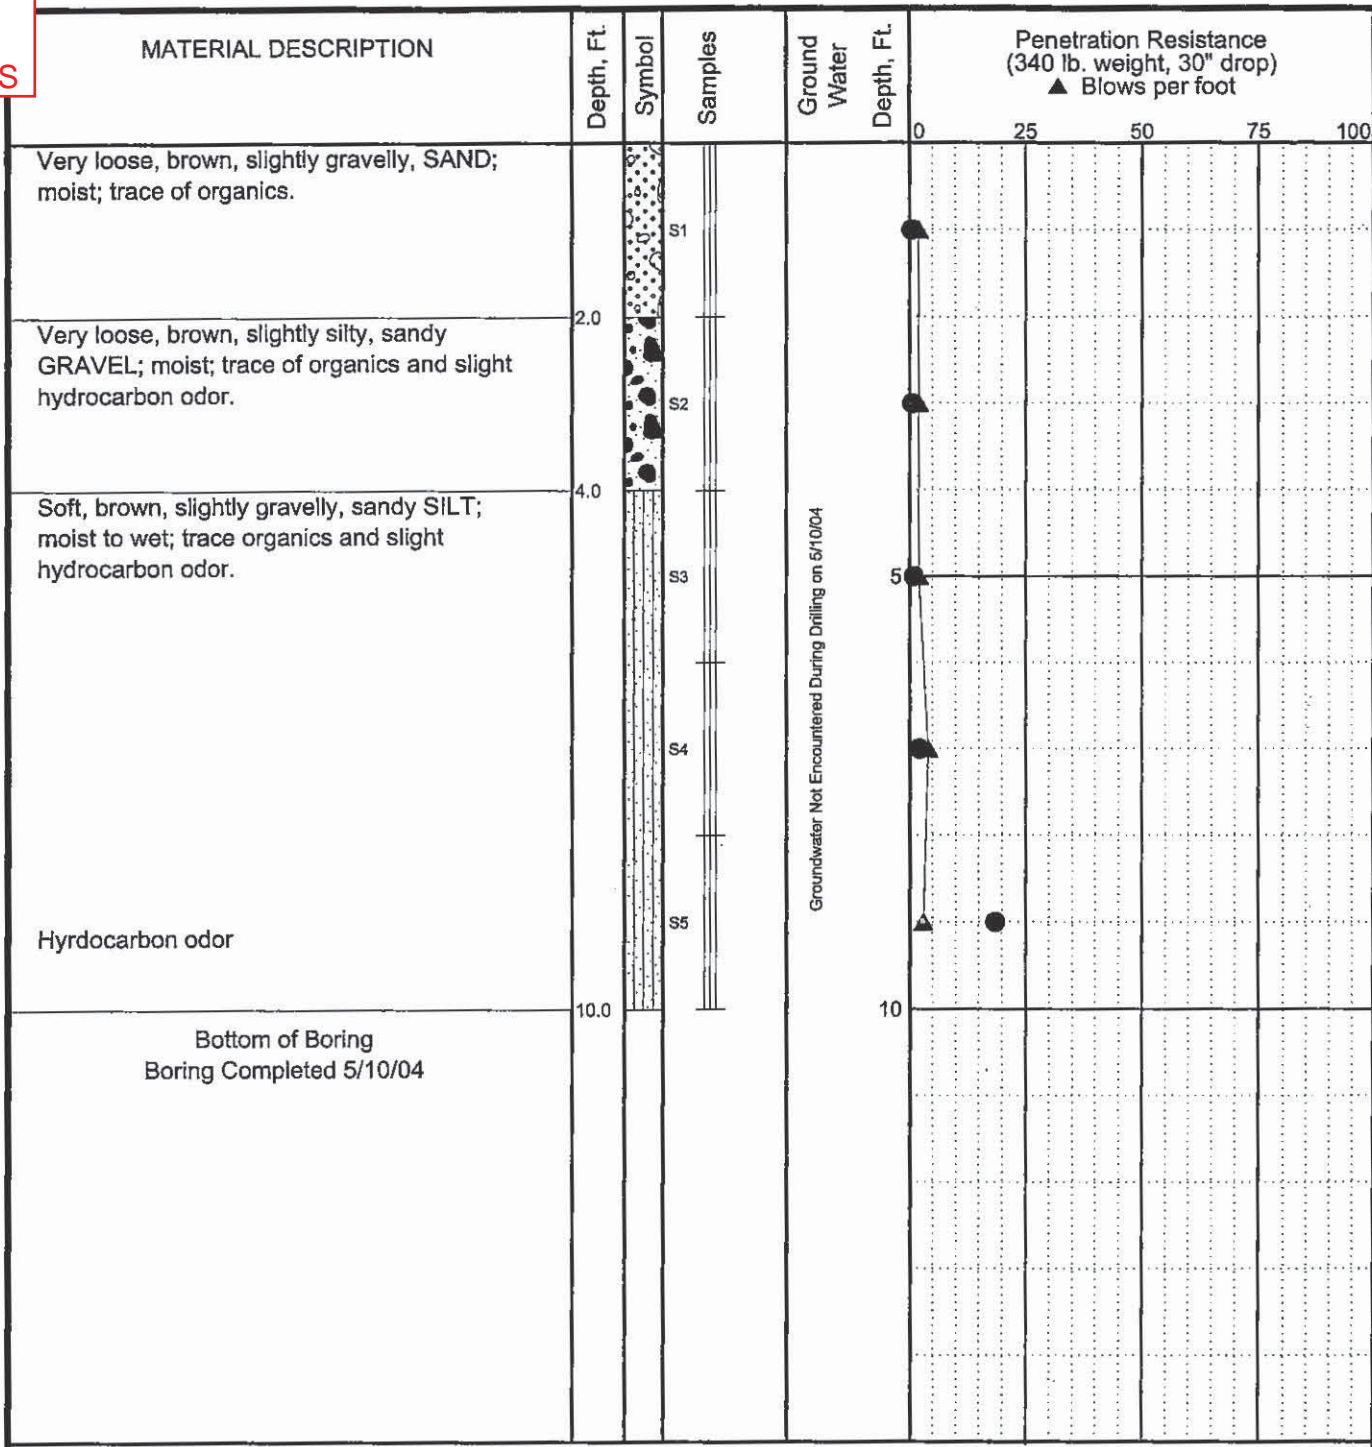 S
MATERIAL DESCRIPTION
Depth, Ft.
Symbol
Samples
Ground
Water
Depth, Ft.
Penetration Resistance
(340 lb. weight, 30" drop)
▲ Blows per foot
0 25 50 75 100
Very loose, brown, slightly gravelly, SAND;
moist; trace of organics.
S1
2.0
Very loose, brown, slightly silty, sandy
GRAVEL; moist; trace of organics and slight
hydrocarbon odor.
S2
4.0
Soft, brown, slightly gravelly, sandy SILT;
moist to wet; trace organics and slight
hydrocarbon odor.
S3
5
S4
Groundwater Not Encountered During Drilling on 5/10/04
Hyrdocarbon odor
S5
10.0
10
Bottom of Boring
Boring Completed 5/10/04